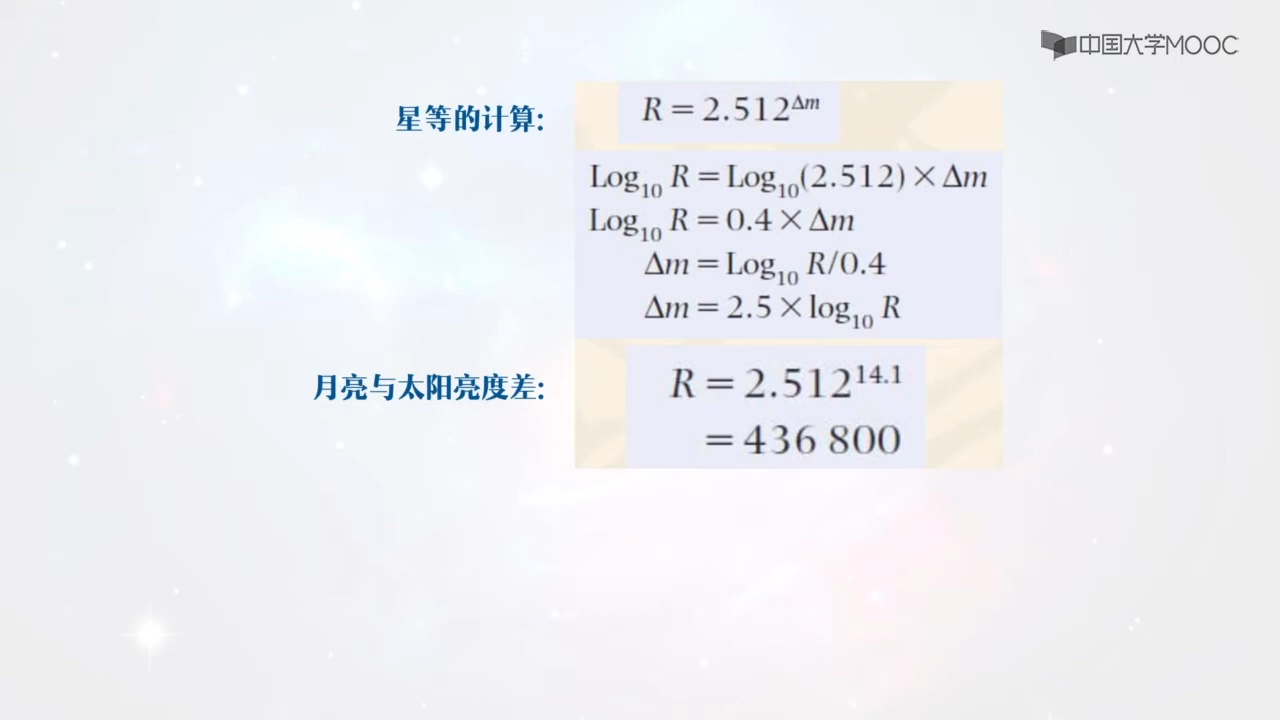 中国大学MOOC
星等的计算: R = 2.512^Δm
Log₁₀ R = Log₁₀(2.512) × Δm
Log₁₀ R = 0.4 × Δm
Δm = Log₁₀ R/0.4
Δm = 2.5 × log₁₀ R
月亮与太阳亮度差: R = 2.512^14.1
= 436 800